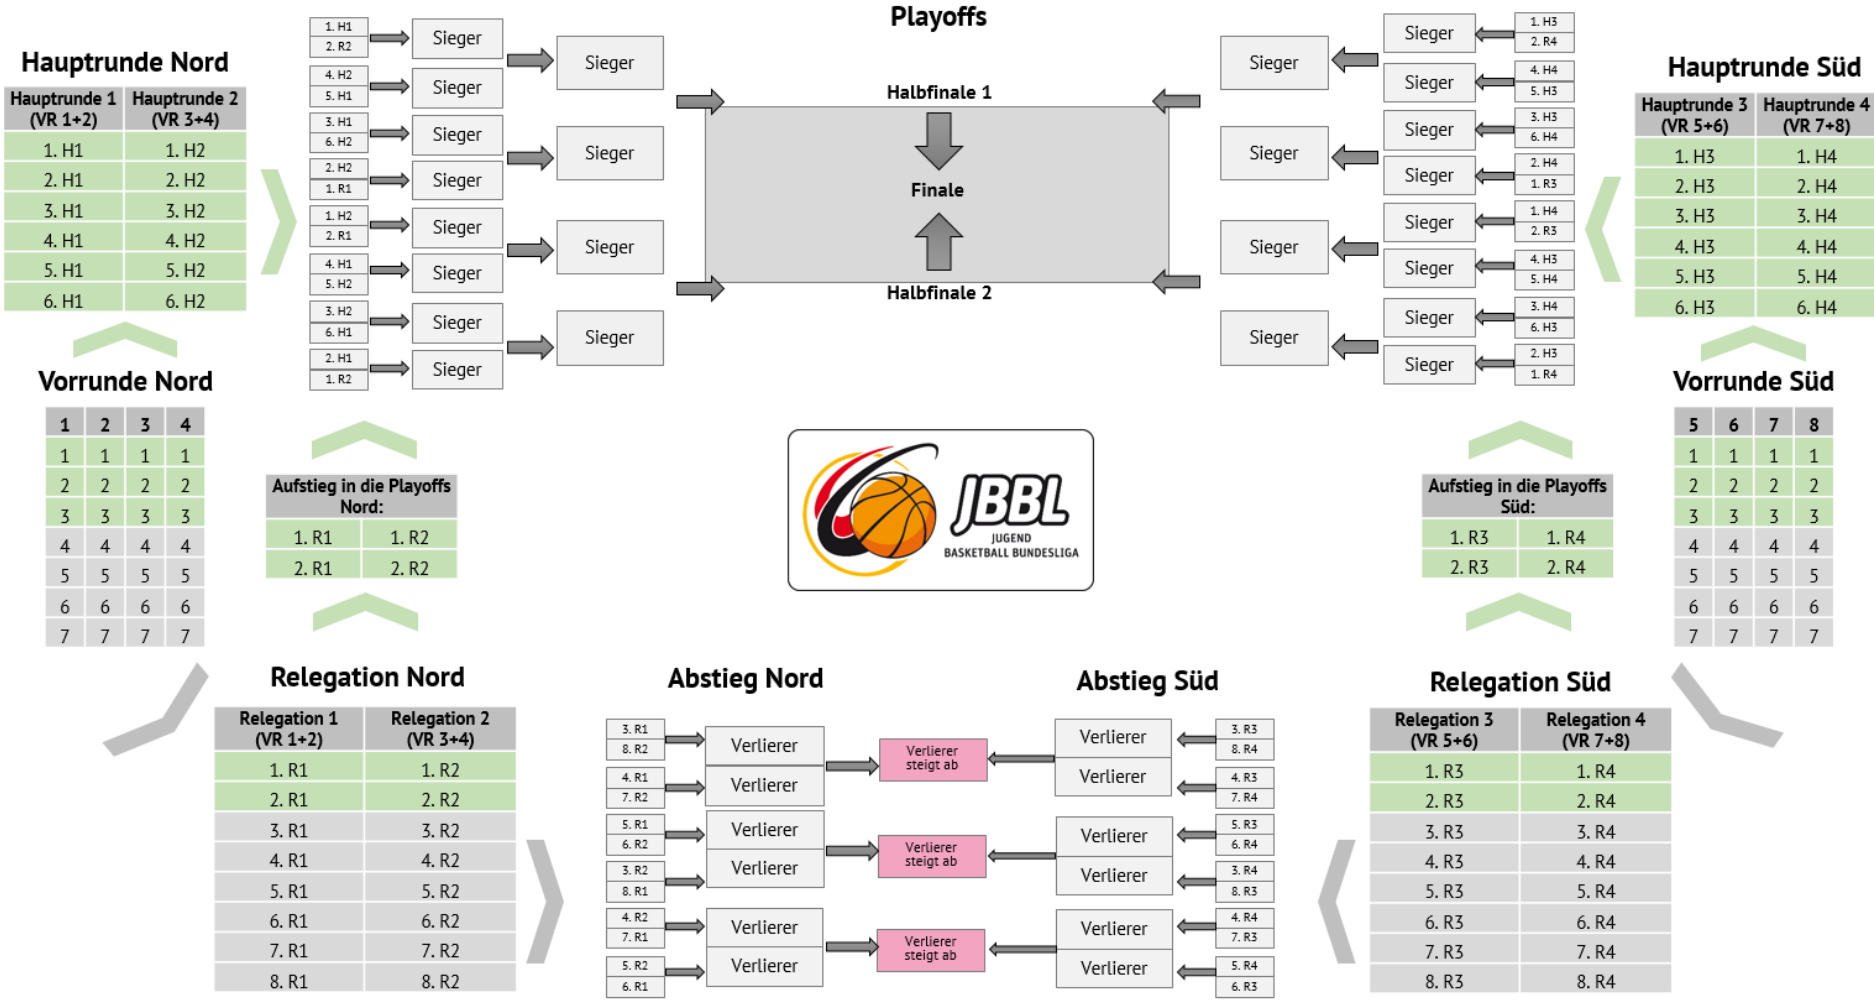 Playoffs
Hauptrunde Nord
Hauptrunde 1 Hauptrunde 2
(VR 1+2) (VR 3+4)
1. H1 1. H2
2. H1 2. H2
3. H1 3. H2
4. H1 4. H2
5. H1 5. H2
6. H1 6. H2
Vorrunde Nord
1 2 3 4
1 1 1 1
2 2 2 2
3 3 3 3
4 4 4 4
5 5 5 5
6 6 6 6
7 7 7 7
1. H1
2. R2
Sieger
4. H2
5. H1
Sieger
3. H1
6. H2
Sieger
2. H2
1. R1
Sieger
1. H2
2. R1
Sieger
4. H1
5. H2
Sieger
3. H2
6. H1
Sieger
2. H1
1. R2
Sieger
Sieger
Sieger
Sieger
Sieger
Halbfinale 1
Finale
Halbfinale 2
Sieger
Sieger
Sieger
Sieger
Sieger
1. H3
2. R4
Sieger
4. H4
5. H3
Sieger
3. H3
6. H4
Sieger
2. H4
1. R3
Sieger
1. H4
2. R3
Sieger
4. H3
5. H4
Sieger
3. H4
6. H3
Sieger
2. H3
1. R4
Hauptrunde Süd
Hauptrunde 3 Hauptrunde 4
(VR 5+6) (VR 7+8)
1. H3 1. H4
2. H3 2. H4
3. H3 3. H4
4. H3 4. H4
5. H3 5. H4
6. H3 6. H4
Vorrunde Süd
5 6 7 8
1 1 1 1
2 2 2 2
3 3 3 3
4 4 4 4
5 5 5 5
6 6 6 6
7 7 7 7
Aufstieg in die Playoffs
Nord:
1. R1 1. R2
2. R1 2. R2
JBBL
JUGEND
BASKETBALL BUNDESLIGA
Aufstieg in die Playoffs
Süd:
1. R3 1. R4
2. R3 2. R4
Relegation Nord
Relegation 1 Relegation 2
(VR 1+2) (VR 3+4)
1. R1 1. R2
2. R1 2. R2
3. R1 3. R2
4. R1 4. R2
5. R1 5. R2
6. R1 6. R2
7. R1 7. R2
8. R1 8. R2
Abstieg Nord
3. R1
8. R2
Verlierer
4. R1
7. R2
Verlierer
5. R1
6. R2
Verlierer
3. R2
8. R1
Verlierer
4. R2
7. R1
Verlierer
5. R2
6. R1
Verlierer
Verlierer
steigt ab
Verlierer
steigt ab
Verlierer
steigt ab
Abstieg Süd
Verlierer
3. R3
8. R4
Verlierer
4. R3
7. R4
Verlierer
5. R3
6. R4
Verlierer
3. R4
8. R3
Verlierer
4. R4
7. R3
Verlierer
5. R4
6. R3
Relegation Süd
Relegation 3 Relegation 4
(VR 5+6) (VR 7+8)
1. R3 1. R4
2. R3 2. R4
3. R3 3. R4
4. R3 4. R4
5. R3 5. R4
6. R3 6. R4
7. R3 7. R4
8. R3 8. R4